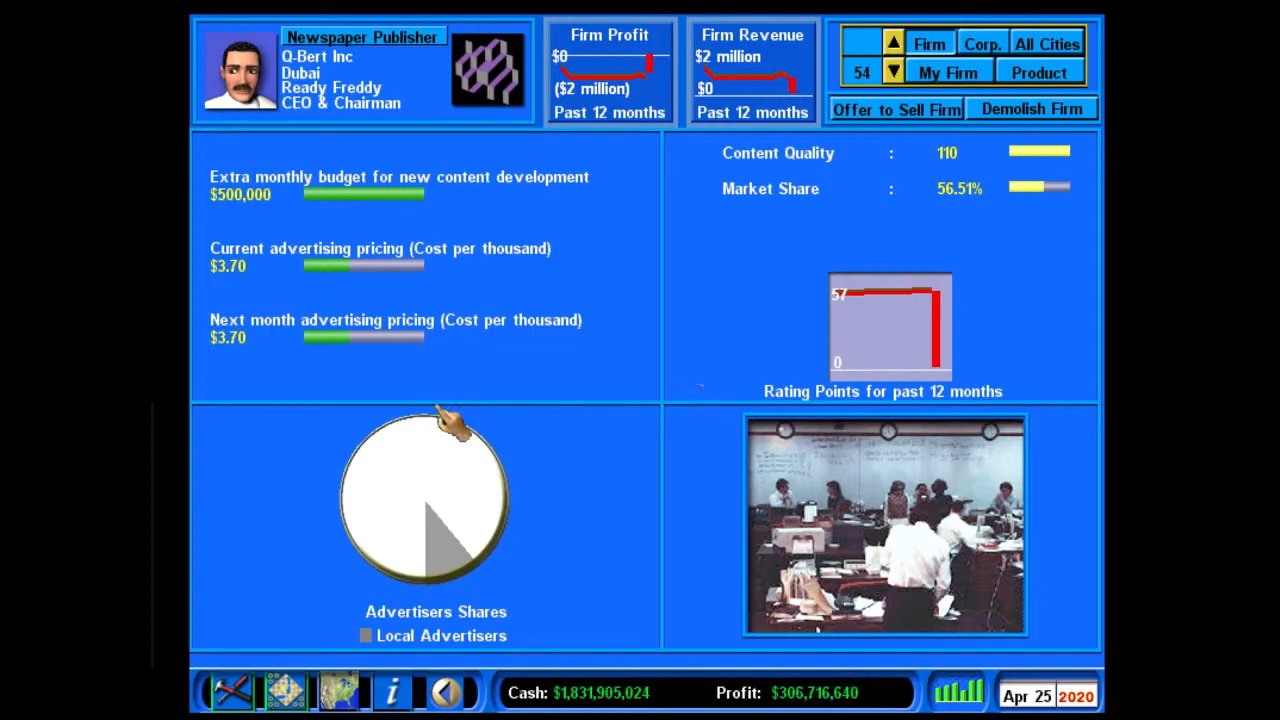 Newspaper Publisher
Q-Bert Inc
Dubai
Ready Freddy
CEO & Chairman
Firm Profit
$0
($2 million)
Past 12 months
Firm Revenue
$2 million
$0
Past 12 months
Firm Corp. All Cities
54 My Firm Product
Offer to Sell Firm Demolish Firm
Extra monthly budget for new content development
$500,000
Current advertising pricing (Cost per thousand)
$3.70
Next month advertising pricing (Cost per thousand)
$3.70
Content Quality : 110
Market Share : 56.51%
57
0
Rating Points for past 12 months
Advertisers Shares
Local Advertisers
i
Cash: $1,831,905,024 Profit: $306,716,640
Apr 25 2020